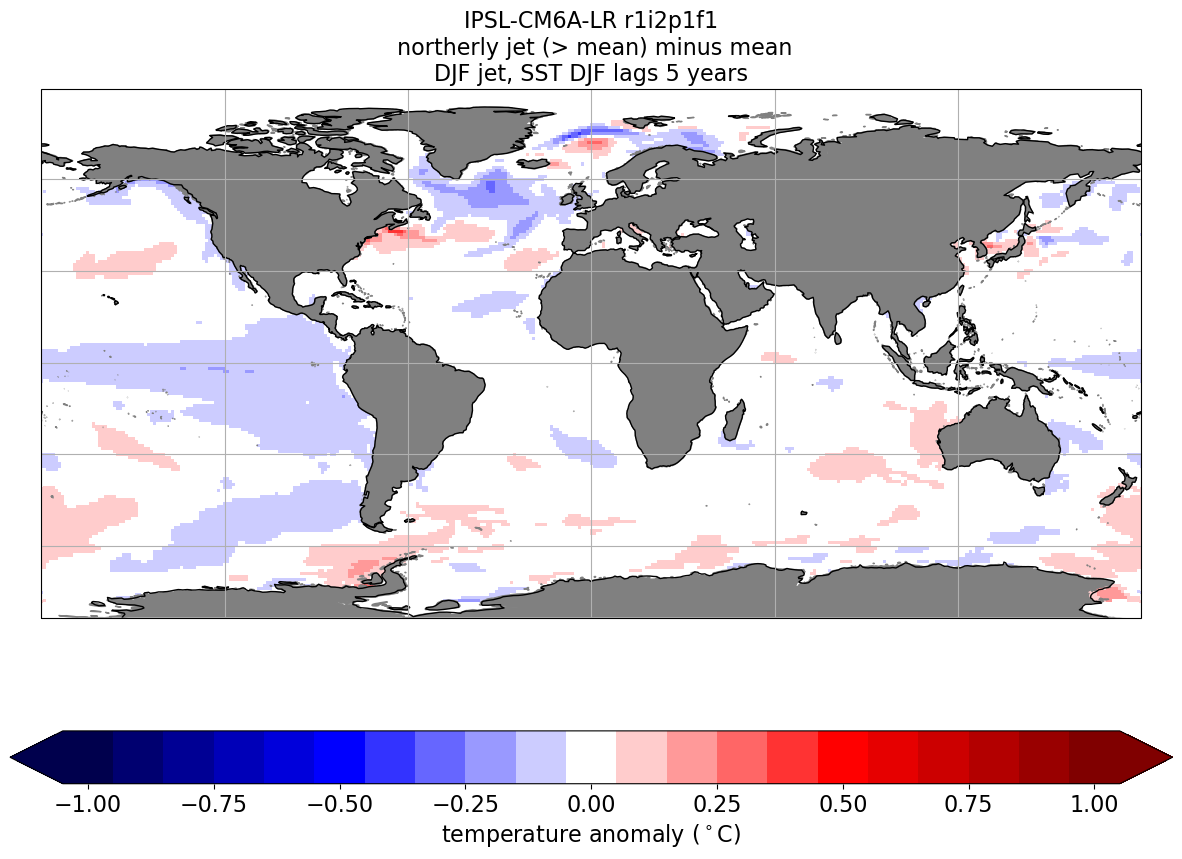 IPSL-CM6A-LR r1i2p1f1
northerly jet (> mean) minus mean
DJF jet, SST DJF lags 5 years
−1.00 −0.75 −0.50 −0.25 0.00 0.25 0.50 0.75 1.00
temperature anomaly (°C)